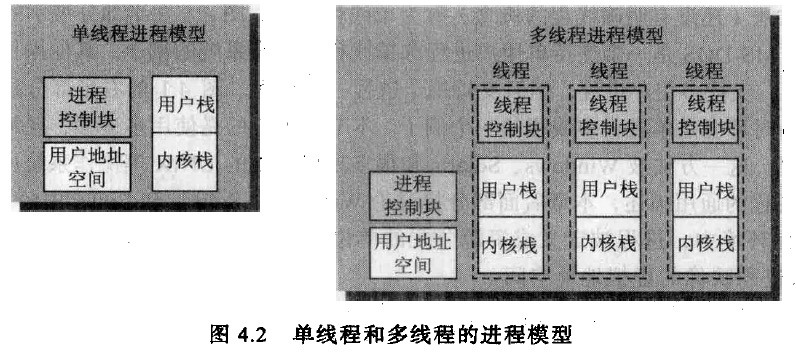 单线程进程模型
进程
控制块
用户地址
空间
用户栈
内核栈
多线程进程模型
进程
控制块
用户地址
空间
线程
线程
控制块
用户栈
内核栈
线程
线程
控制块
用户栈
内核栈
线程
线程
控制块
用户栈
内核栈
图 4.2 单线程和多线程的进程模型